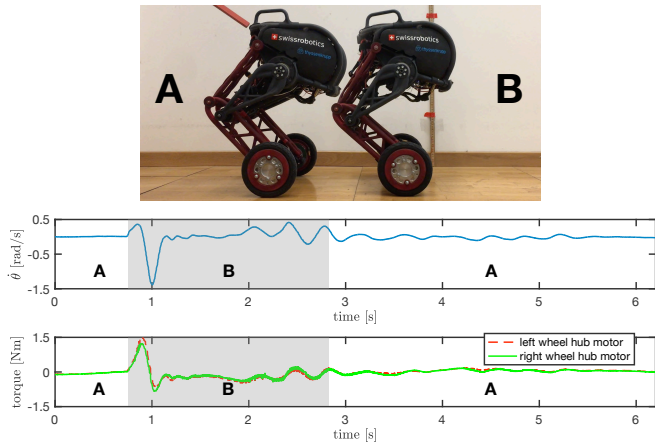 swissrobotics
swissrobotics
A
B
0.5
-0.5
-1.5
θ̇ [rad/s]
A
B
A
0
1
2
3
4
5
6
time [s]
1.5
0
-1.5
torque [Nm]
left wheel hub motor
right wheel hub motor
A
B
A
0
1
2
3
4
5
6
time [s]